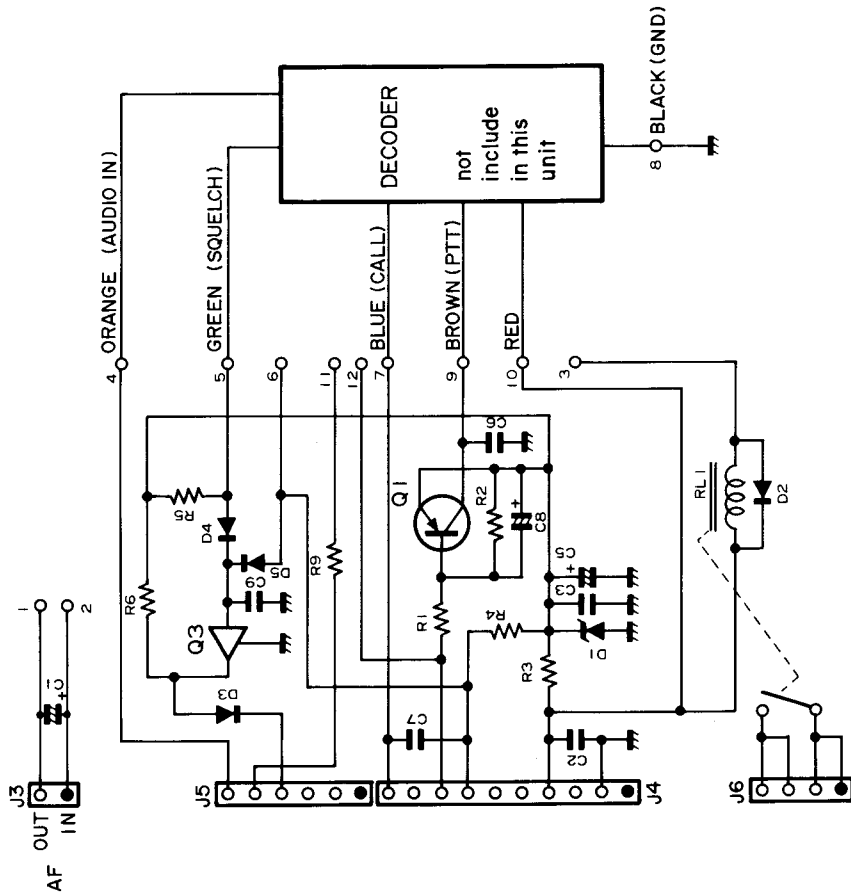 AF
OUT
IN
J3
C1
+
1
2
J5
R6
D3
Q3
C9
D4
R5
D5
R9
4
ORANGE (AUDIO IN)
5
GREEN (SQUELCH)
6
11
12
7
BLUE (CALL)
9
BROWN (PTT)
10
RED
3
DECODER
not
include
in this
unit
8
BLACK (GND)
Q1
C6
R2
+
C8
R1
R4
R3
D1
C3
+
C5
C7
C2
J4
RL 1
D2
J6